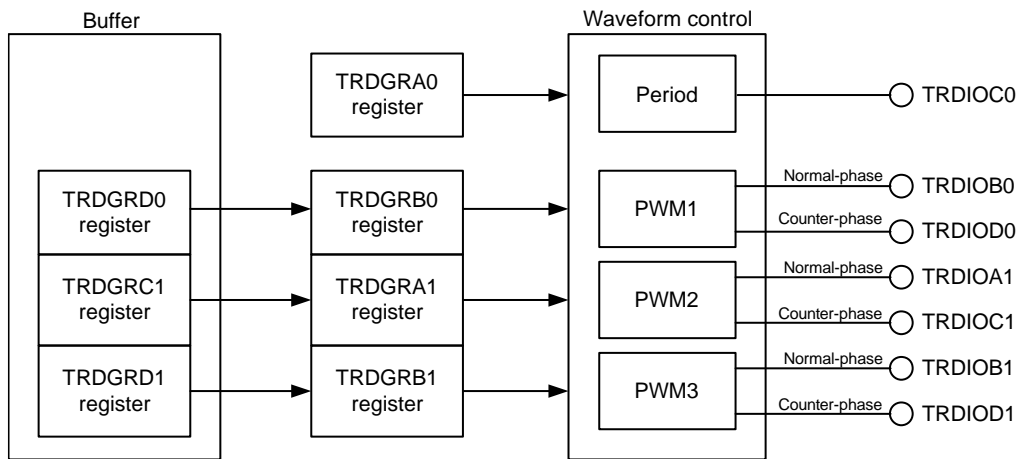 Buffer
Waveform control
TRDGRA0
register
Period
TRDIOC0
TRDGRD0
register
TRDGRB0
register
PWM1
Normal-phase
TRDIOB0
Counter-phase
TRDIOD0
TRDGRC1
register
TRDGRA1
register
PWM2
Normal-phase
TRDIOA1
Counter-phase
TRDIOC1
TRDGRD1
register
TRDGRB1
register
PWM3
Normal-phase
TRDIOB1
Counter-phase
TRDIOD1